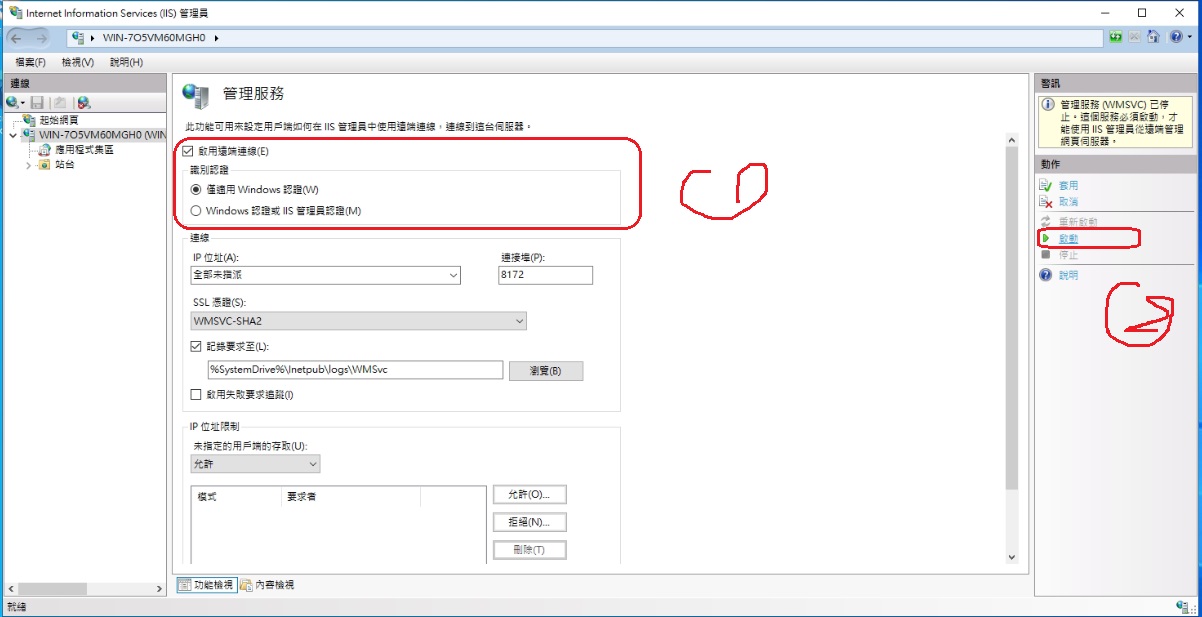 Internet Information Services (IIS) 管理員
WIN-7O5VM60MGH0
檔案(F) 檢視(V) 說明(H)
連線
起始網頁
WIN-7O5VM60MGH0 (WIN
應用程式集區
站台
管理服務
此功能可用來設定用戶端如何在 IIS 管理員中使用遠端連線，連線到這台伺服器。
啟用遠端連線(E)
識別認證
僅適用 Windows 認證(W)
Windows 認證或 IIS 管理員認證(M)
1
連線
IP 位址(A): 連接埠(P):
全部未指派 8172
SSL 憑證(S):
WMSVC-SHA2
記錄要求至(L):
%SystemDrive%\Inetpub\logs\WMSvc 瀏覽(B)
啟用失敗要求追蹤(I)
IP 位址限制
未指定的用戶端的存取(U):
允許
模式 要求者
允許(O)...
拒絕(N)...
刪除(T)
功能檢視 內容檢視
警訊
管理服務 (WMSVC) 已停
止。這個服務必須啟動，才
能使用 IIS 管理員從遠端管理
網頁伺服器。
動作
套用
取消
重新啟動
啟動
停止
說明
2
就緒